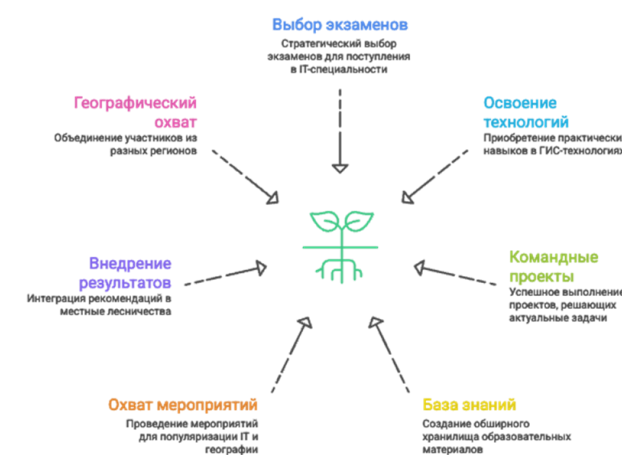 Выбор экзаменов
Стратегический выбор
экзаменов для поступления
в IT-специальности
Географический
охват
Объединение участников из
разных регионов
Освоение
технологий
Приобретение практически
навыков в ГИС-технологиях
Внедрение
результатов
Интеграция рекомендаций в
местные лесничества
Командные
проекты
Успешное выполнение
проектов, решающих
актуальные задачи
Охват мероприятий
Проведение мероприятий
для популяризации IT и
географии
База знаний
Создание обширного
хранилища образовательных
материалов